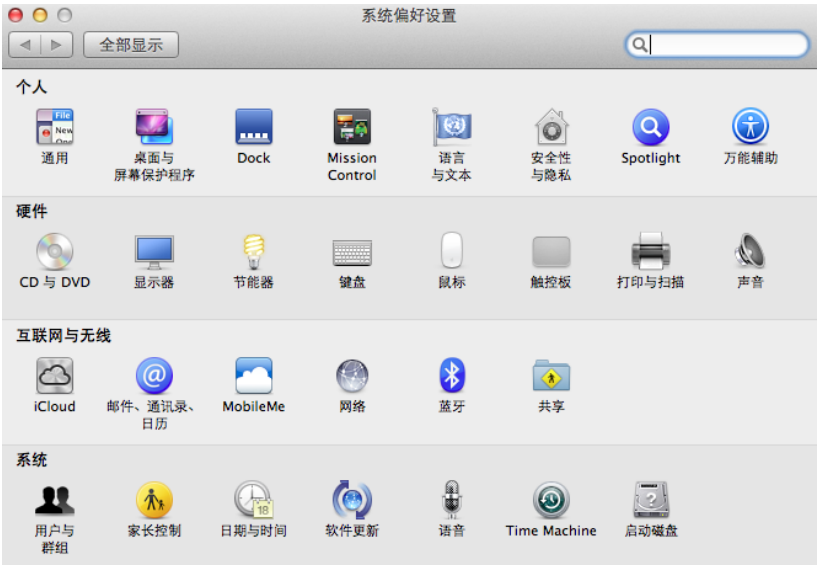 系统偏好设置
全部显示
个人
File
New
通用
桌面与
屏幕保护程序
Dock
Mission
Control
语言
与文本
安全性
与隐私
Spotlight
万能辅助
硬件
CD 与 DVD
显示器
节能器
键盘
鼠标
触控板
打印与扫描
声音
互联网与无线
iCloud
@
邮件、通讯录、
日历
MobileMe
网络
蓝牙
共享
系统
用户与
群组
家长控制
18
日期与时间
软件更新
语音
Time Machine
?
启动磁盘